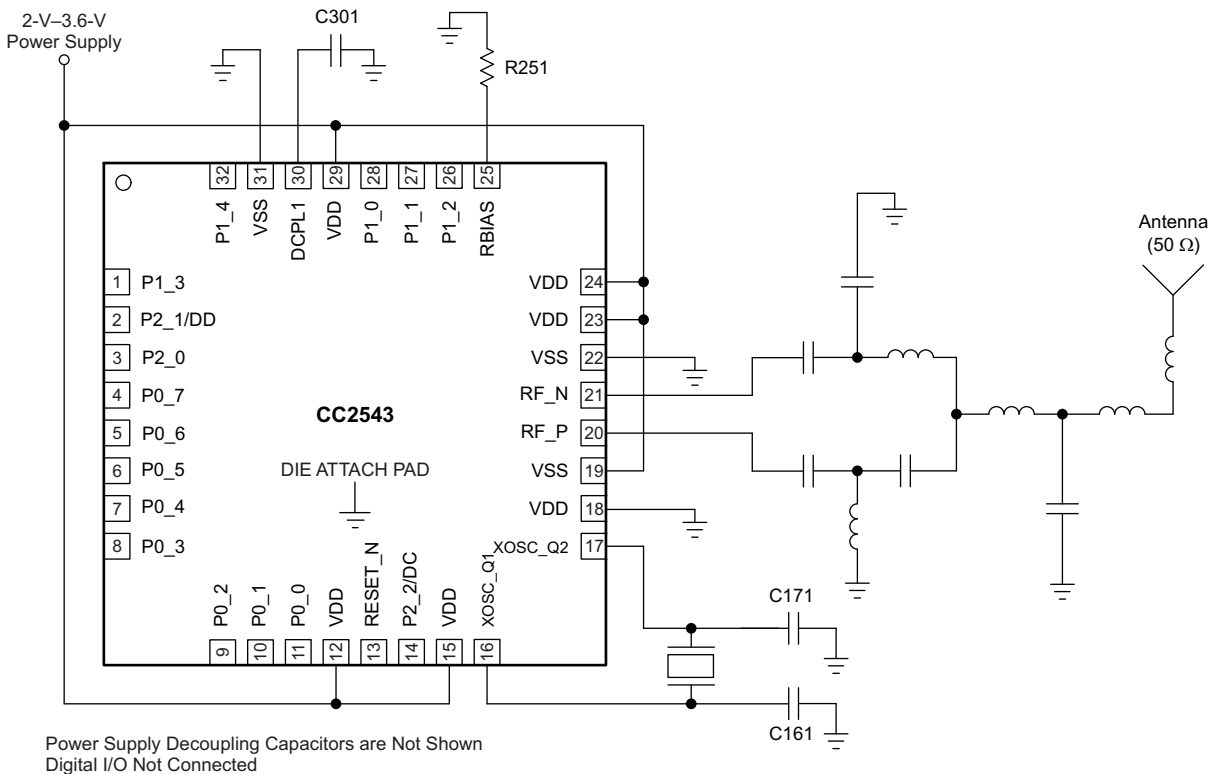 2-V–3.6-V
Power Supply
C301
R251
32
31
30
29
28
27
26
25
P1_4
VSS
DCPL1
VDD
P1_0
P1_1
P1_2
RBIAS
1 P1_3
2 P2_1/DD
3 P2_0
4 P0_7
5 P0_6
6 P0_5
7 P0_4
8 P0_3
CC2543
DIE ATTACH PAD
VDD 24
VDD 23
VSS 22
RF_N 21
RF_P 20
VSS 19
VDD 18
XOSC_Q2 17
Antenna
(50 Ω)
P0_2
P0_1
P0_0
VDD
RESET_N
P2_2/DC
VDD
XOSC_Q1
9
10
11
12
13
14
15
16
C171
C161
Power Supply Decoupling Capacitors are Not Shown
Digital I/O Not Connected